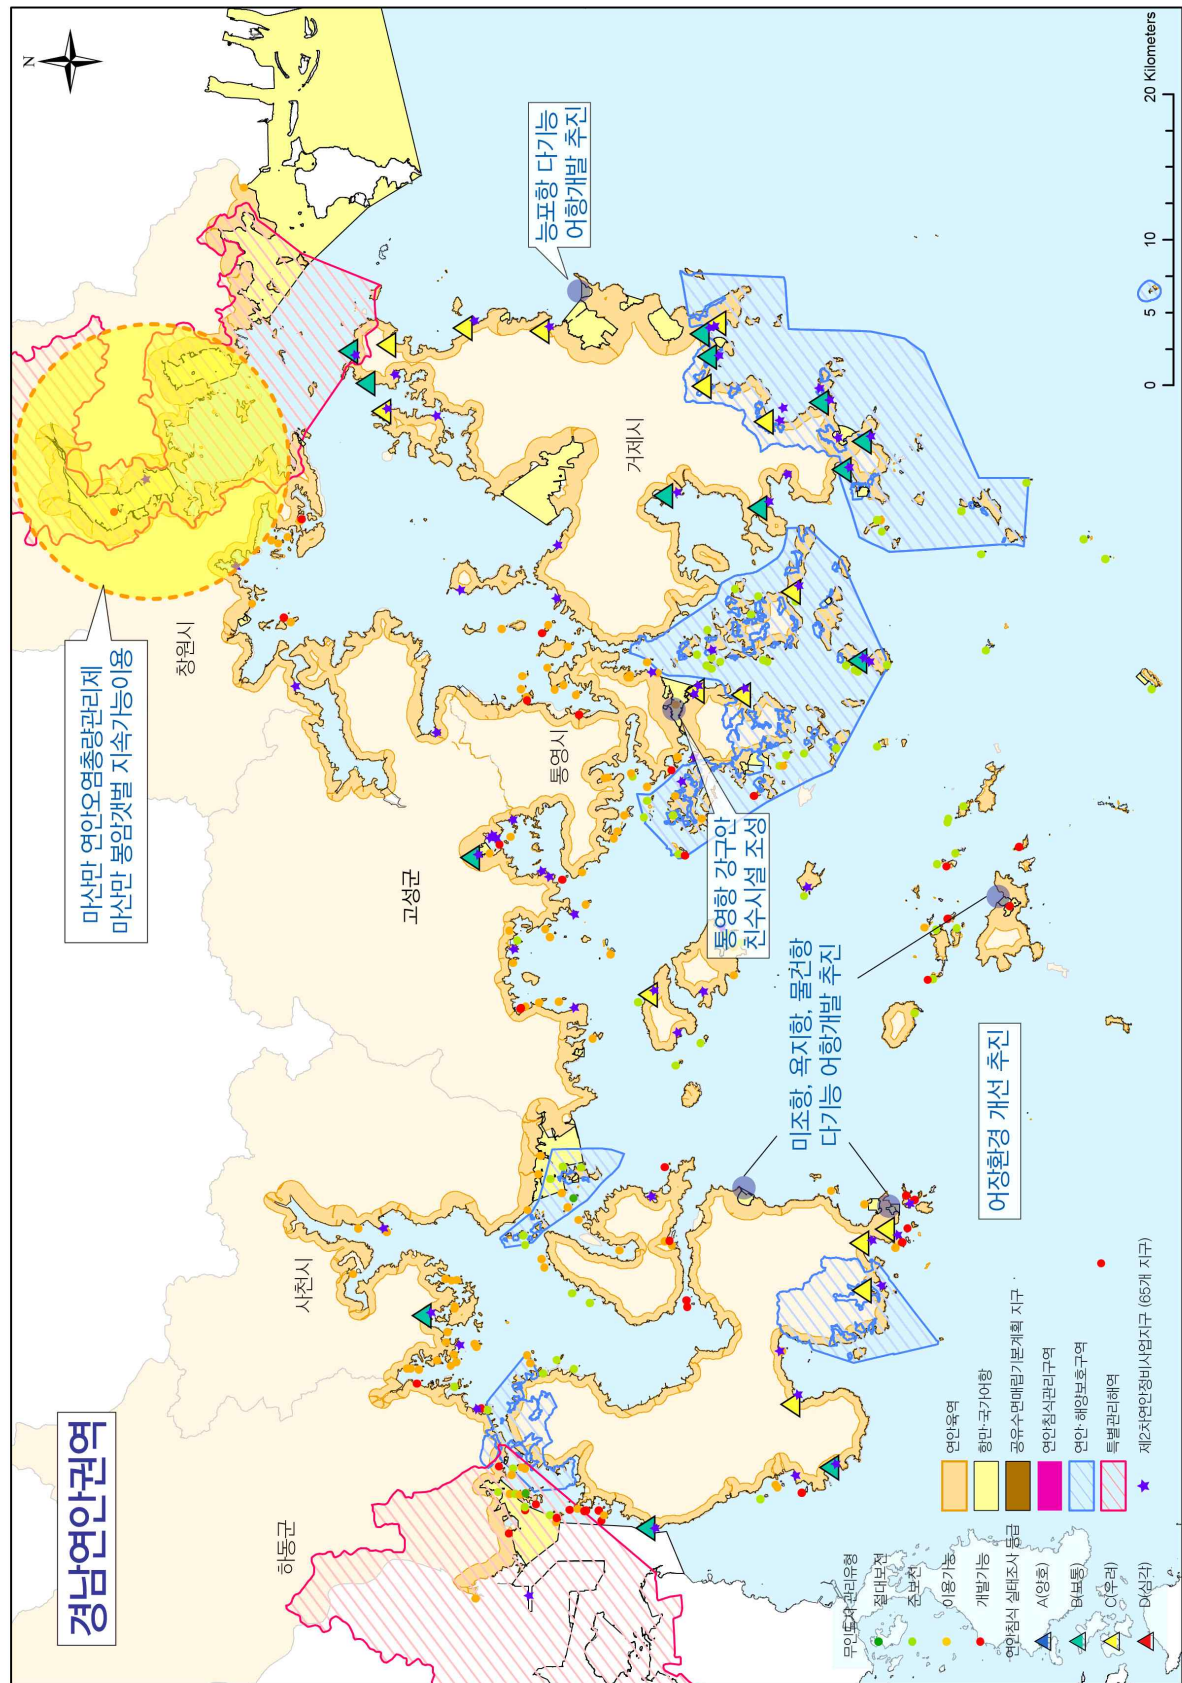 경남연안권역
N
마산만 연안오염총량관리제
마산만 봉암갯벌 지속가능이용
능포항 다기능
어항개발 추진
통영항 강구안
친수시설 조성
미조항, 욕지항, 물건항
다기능 어항개발 추진
어장환경 개선 추진
하동군
사천시
고성군
통영시
창원시
거제시
무인도서 관리유형
절대보전
준보전
이용가능
개발가능
연안침식 실태조사 등급
A(양호)
B(보통)
C(우려)
D(심각)
연안육역
항만·국가어항
공유수면매립기본계획 지구
연안침식관리구역
연안·해양보호구역
특별관리해역
제2차연안정비사업지구 (65개 지구)
0 5 10 20 Kilometers